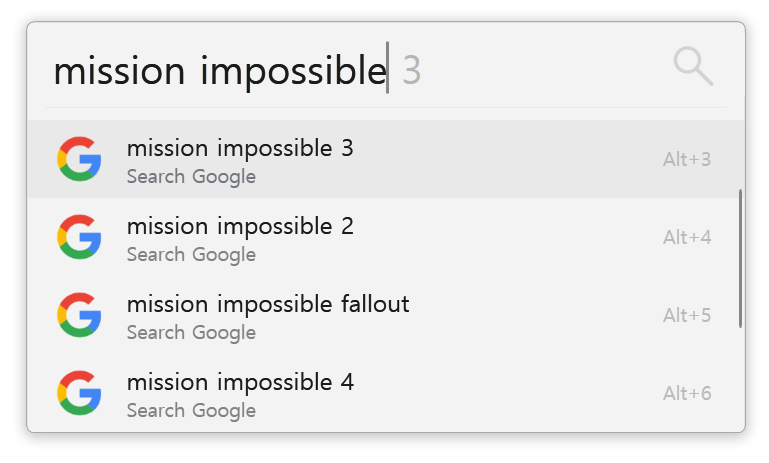 mission impossible 3
mission impossible 3
Search Google
Alt+3
mission impossible 2
Search Google
Alt+4
mission impossible fallout
Search Google
Alt+5
mission impossible 4
Search Google
Alt+6